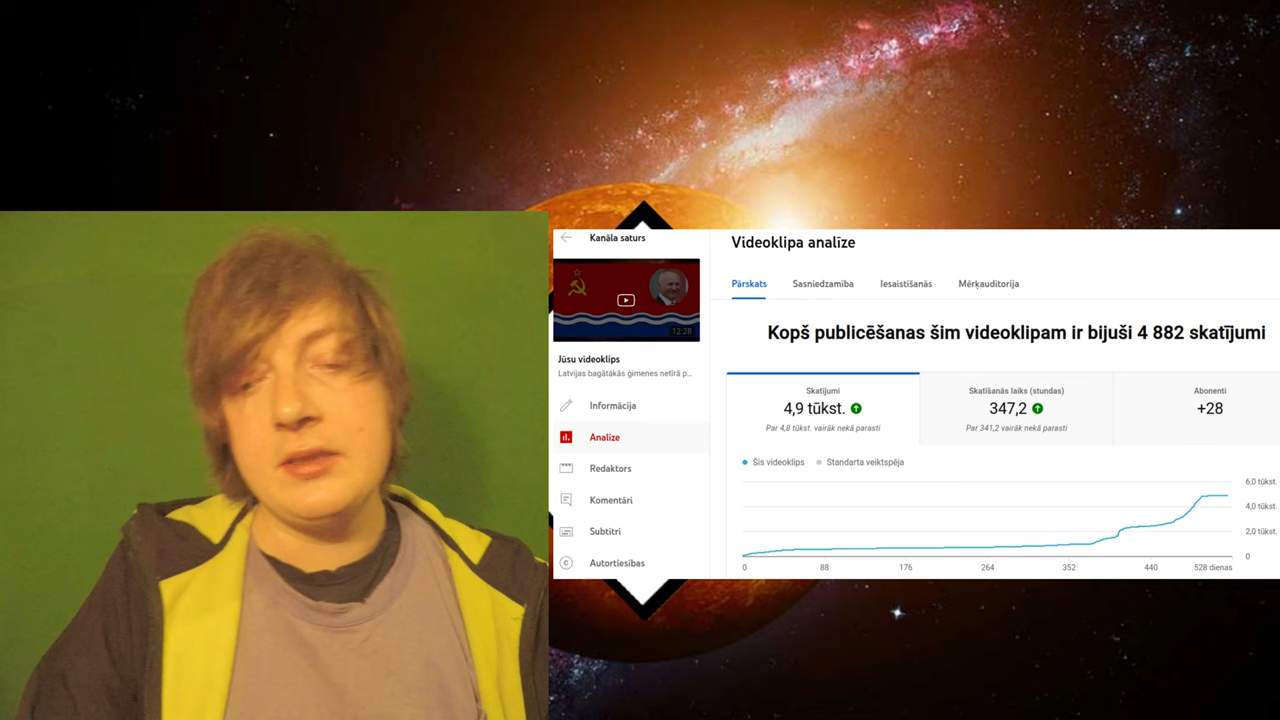 Kanāla saturs
12:28
Jūsu videoklips
Latvijas bagātākās ģimenes netīrā p...
Informācija
Analīze
Redaktors
Komentāri
Subtitri
Autortiesības
Videoklipa analīze
Pārskats Sasniedzamība Iesaistīšanās Mērķauditorija
Kopš publicēšanas šim videoklipam ir bijuši 4 882 skatījumi
Skatījumi
4,9 tūkst.
Par 4,8 tūkst. vairāk nekā parasti
Skatīšanās laiks (stundas)
347,2
Par 341,2 vairāk nekā parasti
Abonenti
+28
Šis videoklips Standarta veiktspēja
6,0 tūkst.
4,0 tūkst.
2,0 tūkst.
0
0 88 176 264 352 440 528 dienas